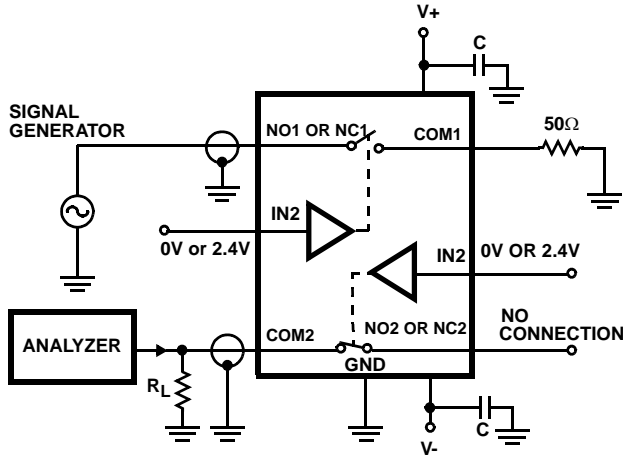 V+
C
SIGNAL
GENERATOR
NO1 OR NC1
COM1
50Ω
IN2
0V or 2.4V
IN2
0V OR 2.4V
ANALYZER
COM2
NO2 OR NC2
NO
CONNECTION
RL
GND
C
V-